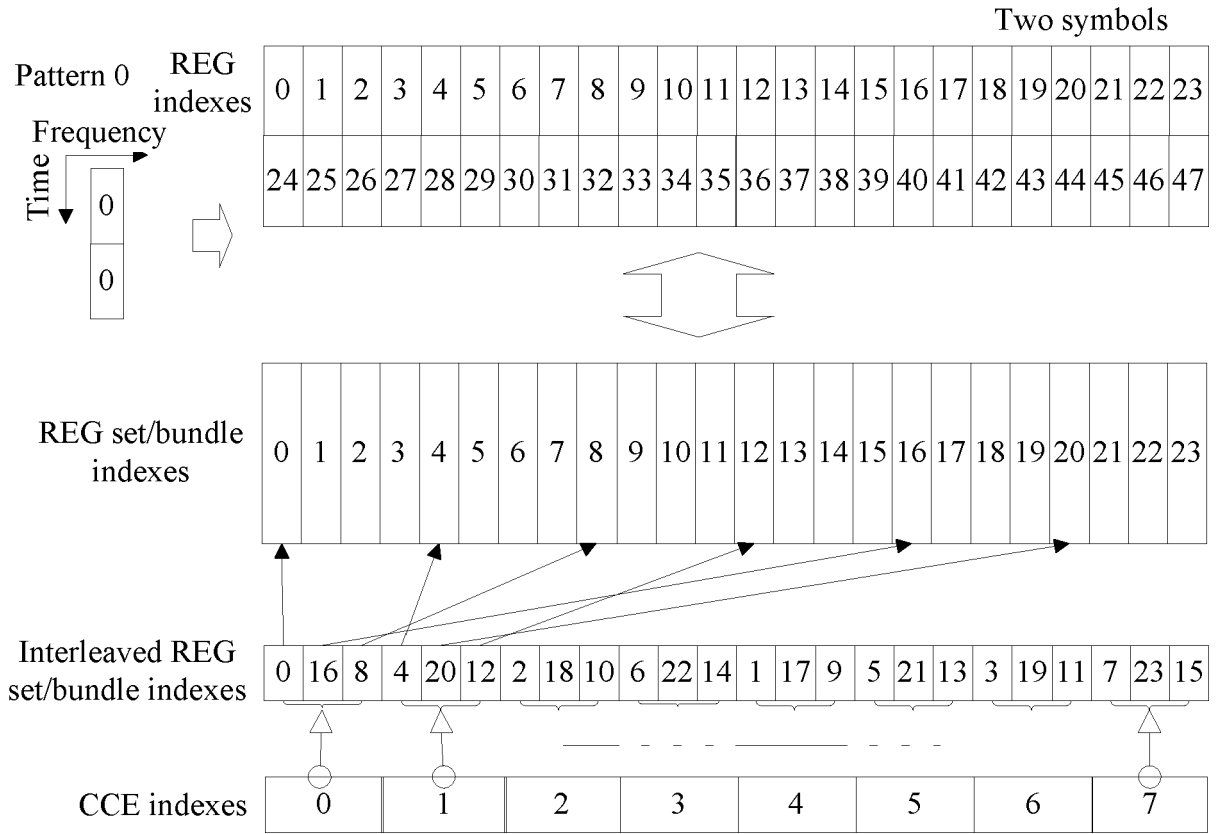 Two symbols
Pattern 0
REG
indexes
0 1 2 3 4 5 6 7 8 9 10 11 12 13 14 15 16 17 18 19 20 21 22 23
Frequency
Time
24 25 26 27 28 29 30 31 32 33 34 35 36 37 38 39 40 41 42 43 44 45 46 47
0
0
REG set/bundle
indexes
0 1 2 3 4 5 6 7 8 9 10 11 12 13 14 15 16 17 18 19 20 21 22 23
Interleaved REG
set/bundle indexes
0 16 8 4 20 12 2 18 10 6 22 14 1 17 9 5 21 13 3 19 11 7 23 15
CCE indexes
0 1 2 3 4 5 6 7